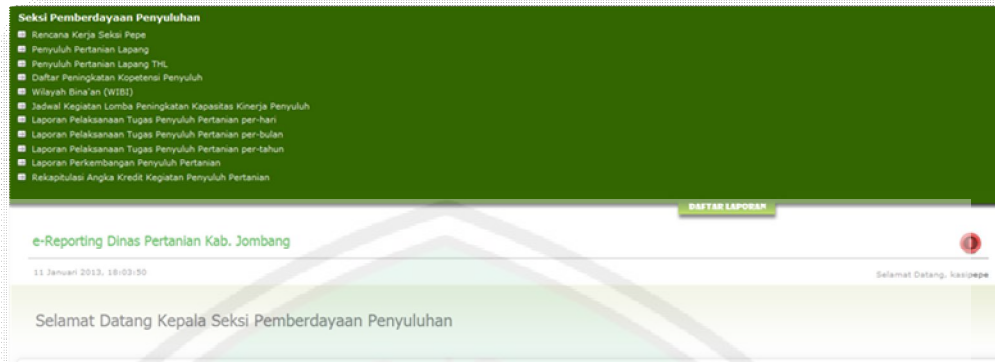 Seksi Pemberdayaan Penyuluhan
Rencana Kerja Seksi Pepe
Penyuluh Pertanian Lapang
Penyuluh Pertanian Lapang THL
Daftar Peningkatan Kopetensi Penyuluh
Wilayah Bina'an (WIBI)
Jadwal Kegiatan Lomba Peningkatan Kapasitas Kinerja Penyuluh
Laporan Pelaksanaan Tugas Penyuluh Pertanian per-hari
Laporan Pelaksanaan Tugas Penyuluh Pertanian per-bulan
Laporan Pelaksanaan Tugas Penyuluh Pertanian per-tahun
Laporan Perkembangan Penyuluh Pertanian
Rekapitulasi Angka Kredit Kegiatan Penyuluh Pertanian
DAFTAR LAPORAN
e-Reporting Dinas Pertanian Kab. Jombang
11 Januari 2013, 18:03:50
Selamat Datang, kasipepe
Selamat Datang Kepala Seksi Pemberdayaan Penyuluhan